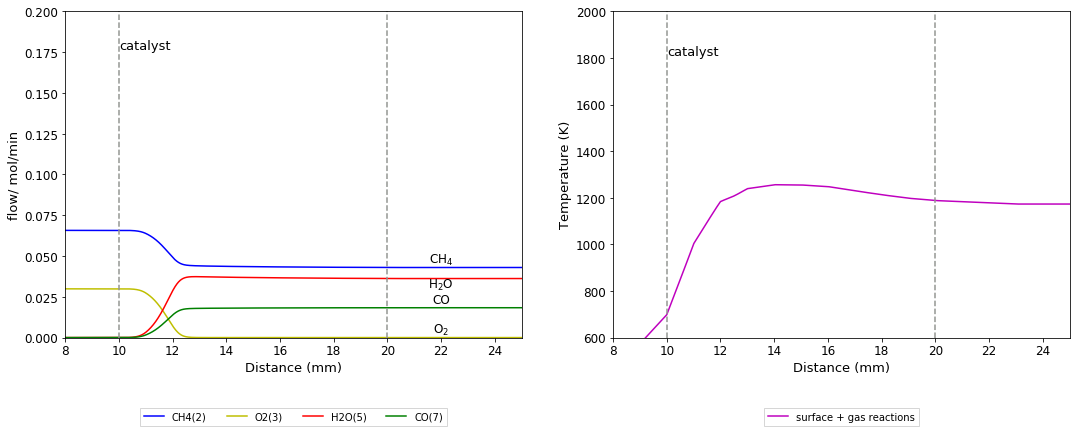 0.200
0.175
0.150
0.125
0.100
0.075
0.050
0.025
0.000
flow/ mol/min
catalyst
CH₄
H₂O
CO
O₂
8 10 12 14 16 18 20 22 24
Distance (mm)
CH4(2) O2(3) H2O(5) CO(7)
2000
1800
1600
1400
1200
1000
800
600
Temperature (K)
catalyst
8 10 12 14 16 18 20 22 24
Distance (mm)
surface + gas reactions